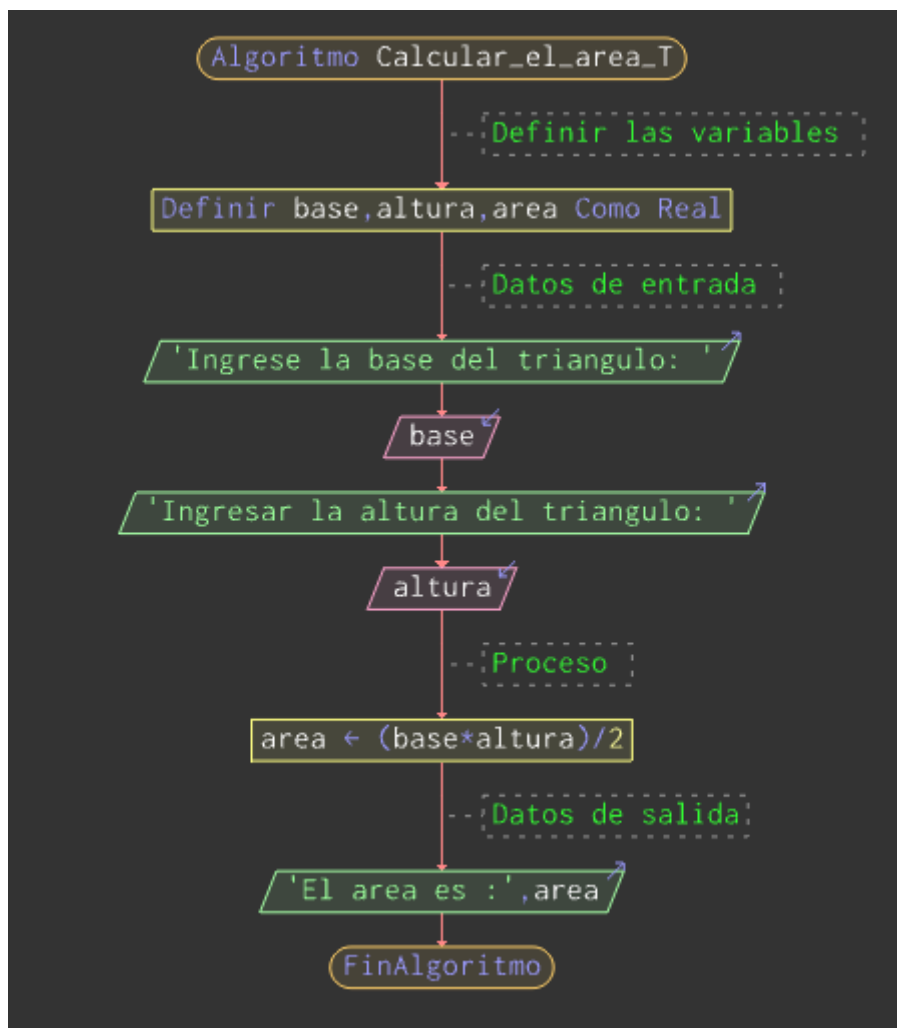 Algoritmo Calcular_el_area_T
Definir las variables
Definir base,altura,area Como Real
Datos de entrada
'Ingrese la base del triangulo: '
base
'Ingresar la altura del triangulo: '
altura
Proceso
area ← (base*altura)/2
Datos de salida
'El area es :',area
FinAlgoritmo